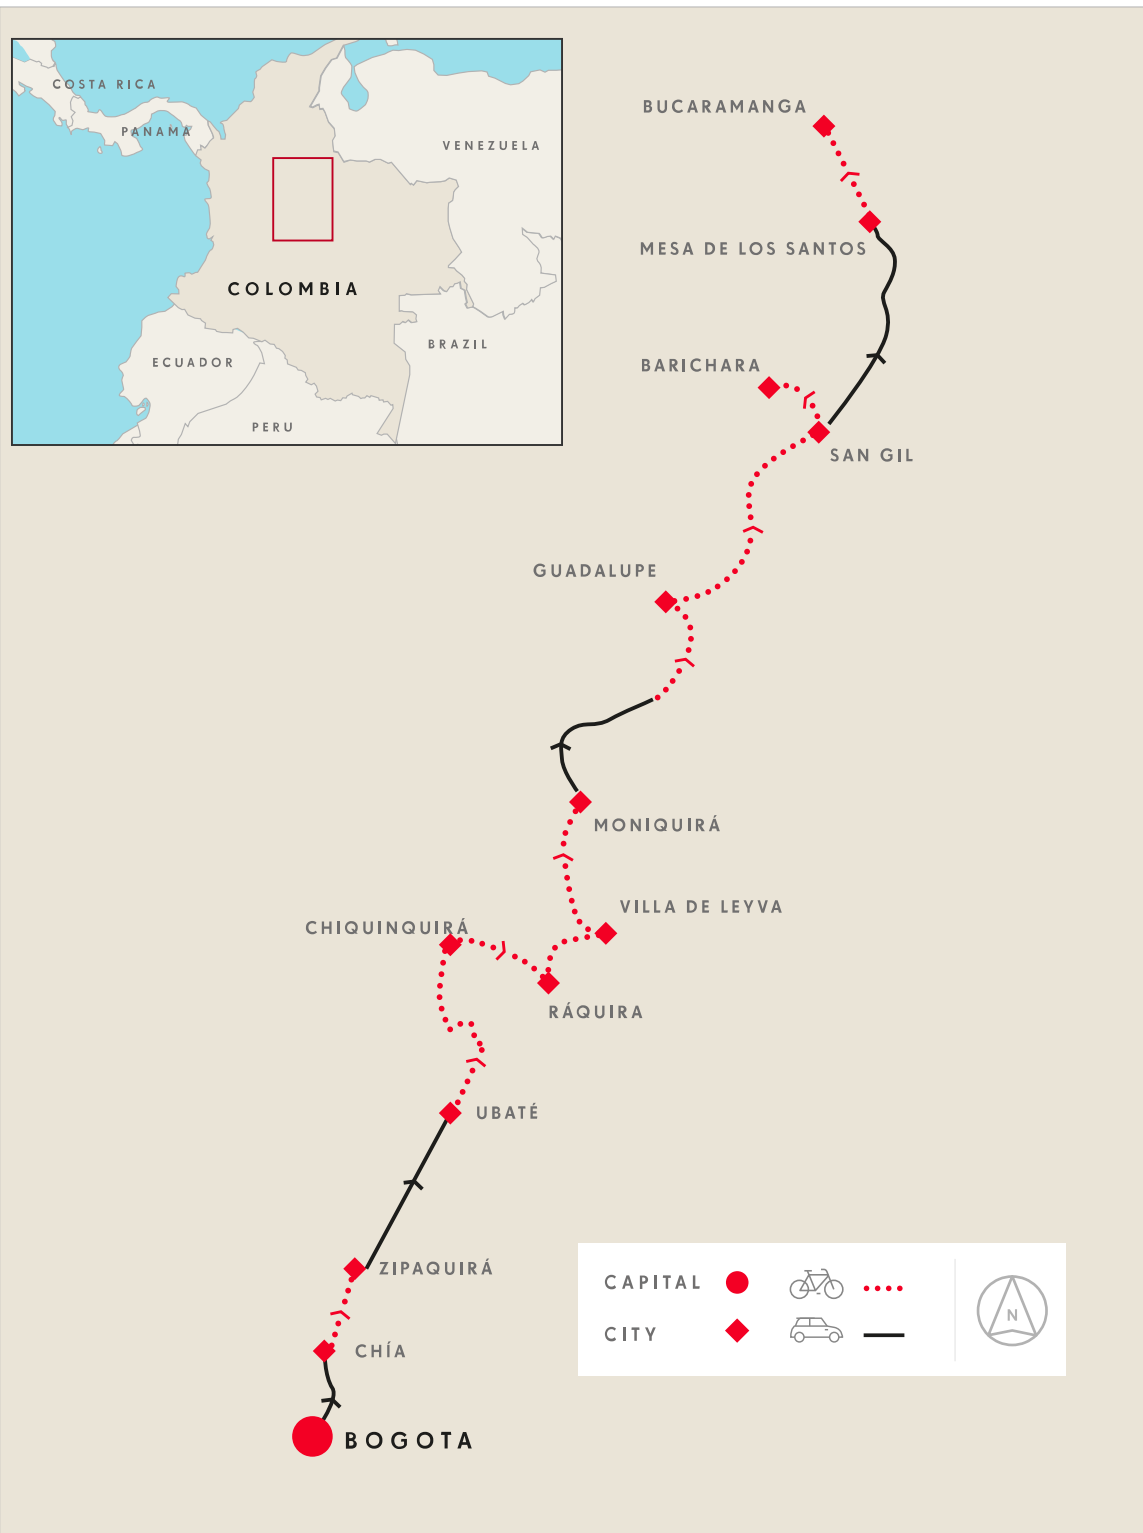 COSTA RICA
PANAMA
VENEZUELA
COLOMBIA
BRAZIL
ECUADOR
PERU
BUCARAMANGA
MESA DE LOS SANTOS
BARICHARA
SAN GIL
GUADALUPE
MONIQUIRÁ
VILLA DE LEYVA
CHIQUINQUIRÁ
RÁQUIRA
UBATÉ
ZIPAQUIRÁ
CHÍA
BOGOTA
CAPITAL
CITY
N